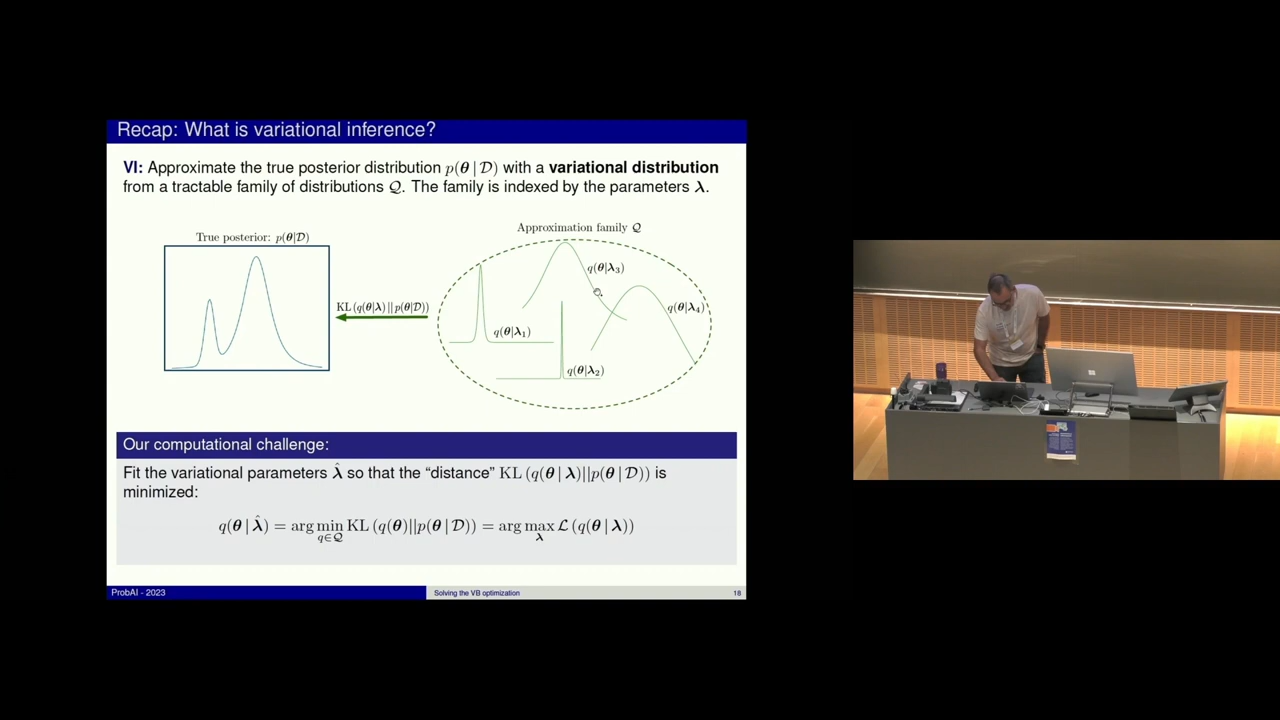 Recap: What is variational inference?
VI: Approximate the true posterior distribution p(θ | D) with a variational distribution
from a tractable family of distributions Q. The family is indexed by the parameters λ.
True posterior: p(θ|D)
Approximation family Q
KL (q(θ|λ)||p(θ|D))
q(θ|λ₃)
q(θ|λ₄)
q(θ|λ₁)
q(θ|λ₂)
Our computational challenge:
Fit the variational parameters λ̂ so that the “distance” KL (q(θ | λ)||p(θ | D)) is
minimized:
q(θ | λ̂) = arg min KL (q(θ)||p(θ | D)) = arg max L (q(θ | λ))
q∈Q λ
ProbAI - 2023
Solving the VB optimization
18